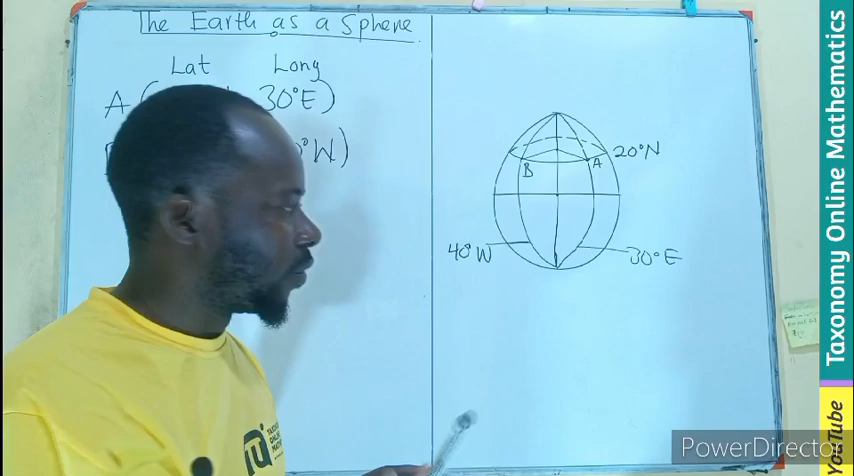 The Earth as a Sphere
Lat Long
A ( 30°E)
°W)
20°N
B A
40°W
30°E
Taxonomy Online Mathematics
YouTube
PowerDirector